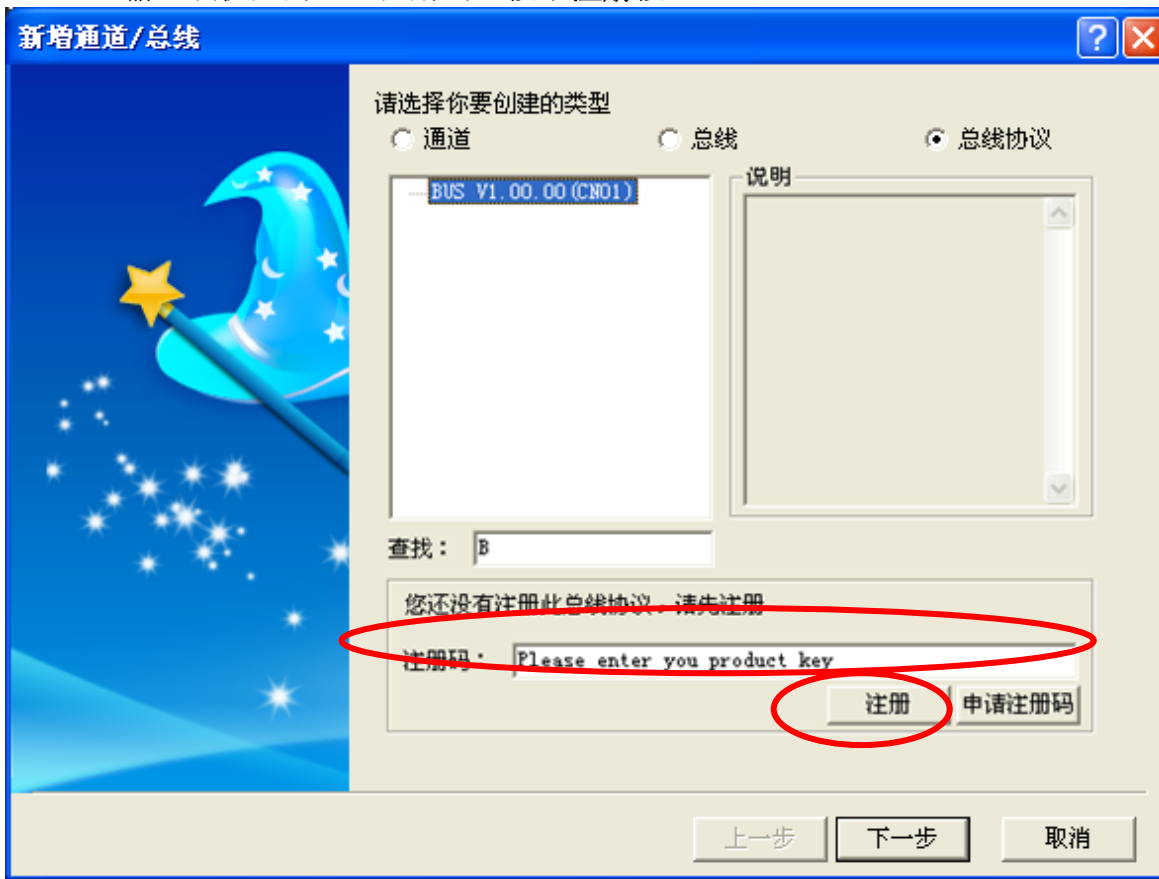 新增通道/总线
请选择你要创建的类型
通道 总线 总线协议
BUS V1.00.00(CN01)
说明
查找： B
您还没有注册此总线协议，请先注册
注册码： Please enter you product key
注册 申请注册码
上一步 下一步 取消